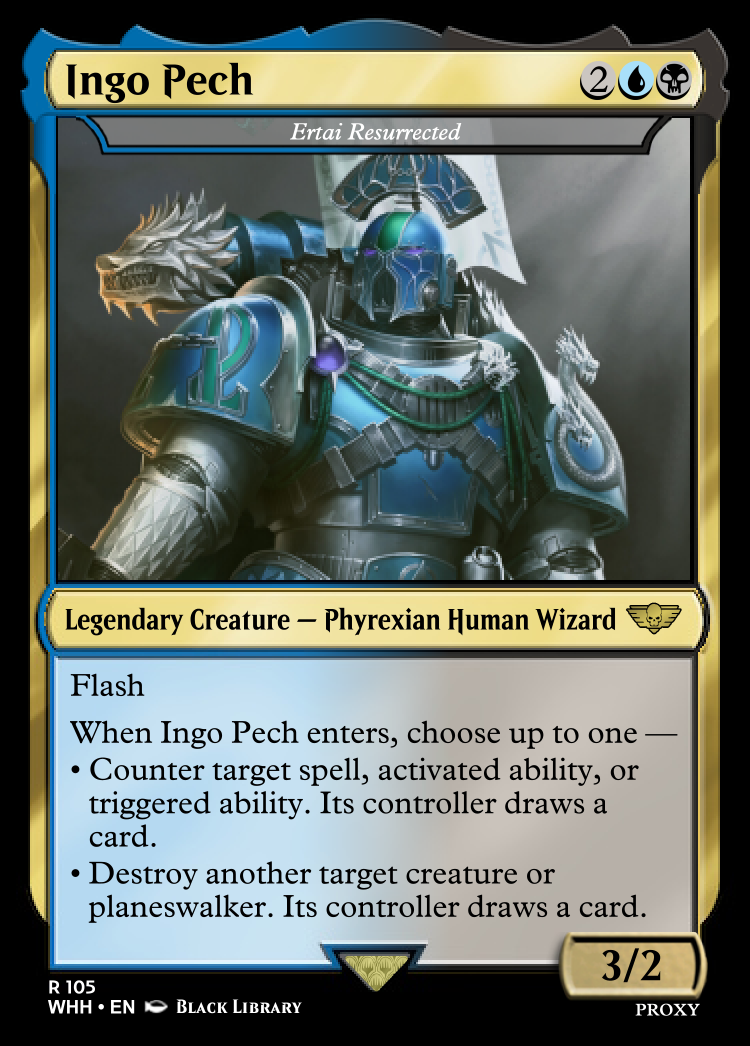 Ingo Pech 2
Ertai Resurrected
Legendary Creature — Phyrexian Human Wizard
Flash
When Ingo Pech enters, choose up to one —
• Counter target spell, activated ability, or
triggered ability. Its controller draws a
card.
• Destroy another target creature or
planeswalker. Its controller draws a card.
3/2
R 105
WHH • EN BLACK LIBRARY
PROXY